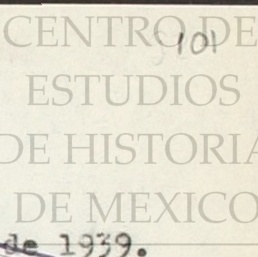 CENTRO DE
101
ESTUDIOS
DE HISTORIA
DE MEXICO
de 1939.